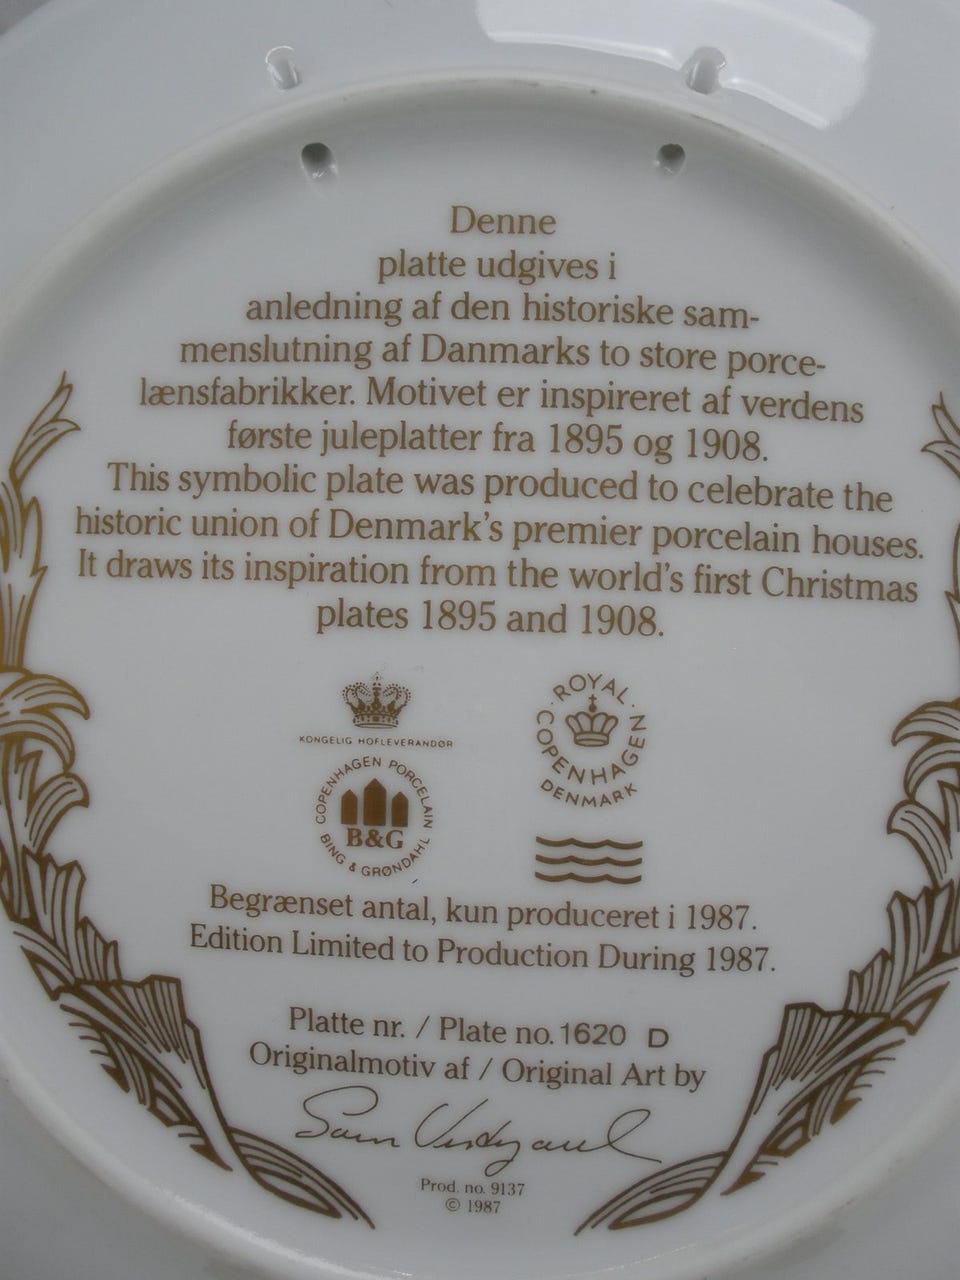 Denne
platte udgives i
anledning af den historiske sam-
menslutning af Danmarks to store porce-
lænsfabrikker. Motivet er inspireret af verdens
første juleplatter fra 1895 og 1908.
This symbolic plate was produced to celebrate the
historic union of Denmark's premier porcelain houses.
It draws its inspiration from the world's first Christmas
plates 1895 and 1908.
KONGELIG HOFLEVERANDØR
COPENHAGEN PORCELAIN
B&G
BING & GRØNDAHL
ROYAL
COPENHAGEN
DENMARK
Begrænset antal, kun produceret i 1987.
Edition Limited to Production During 1987.
Platte nr. / Plate no. 1620 D
Originalmotiv af / Original Art by
Prod. no. 9137
© 1987